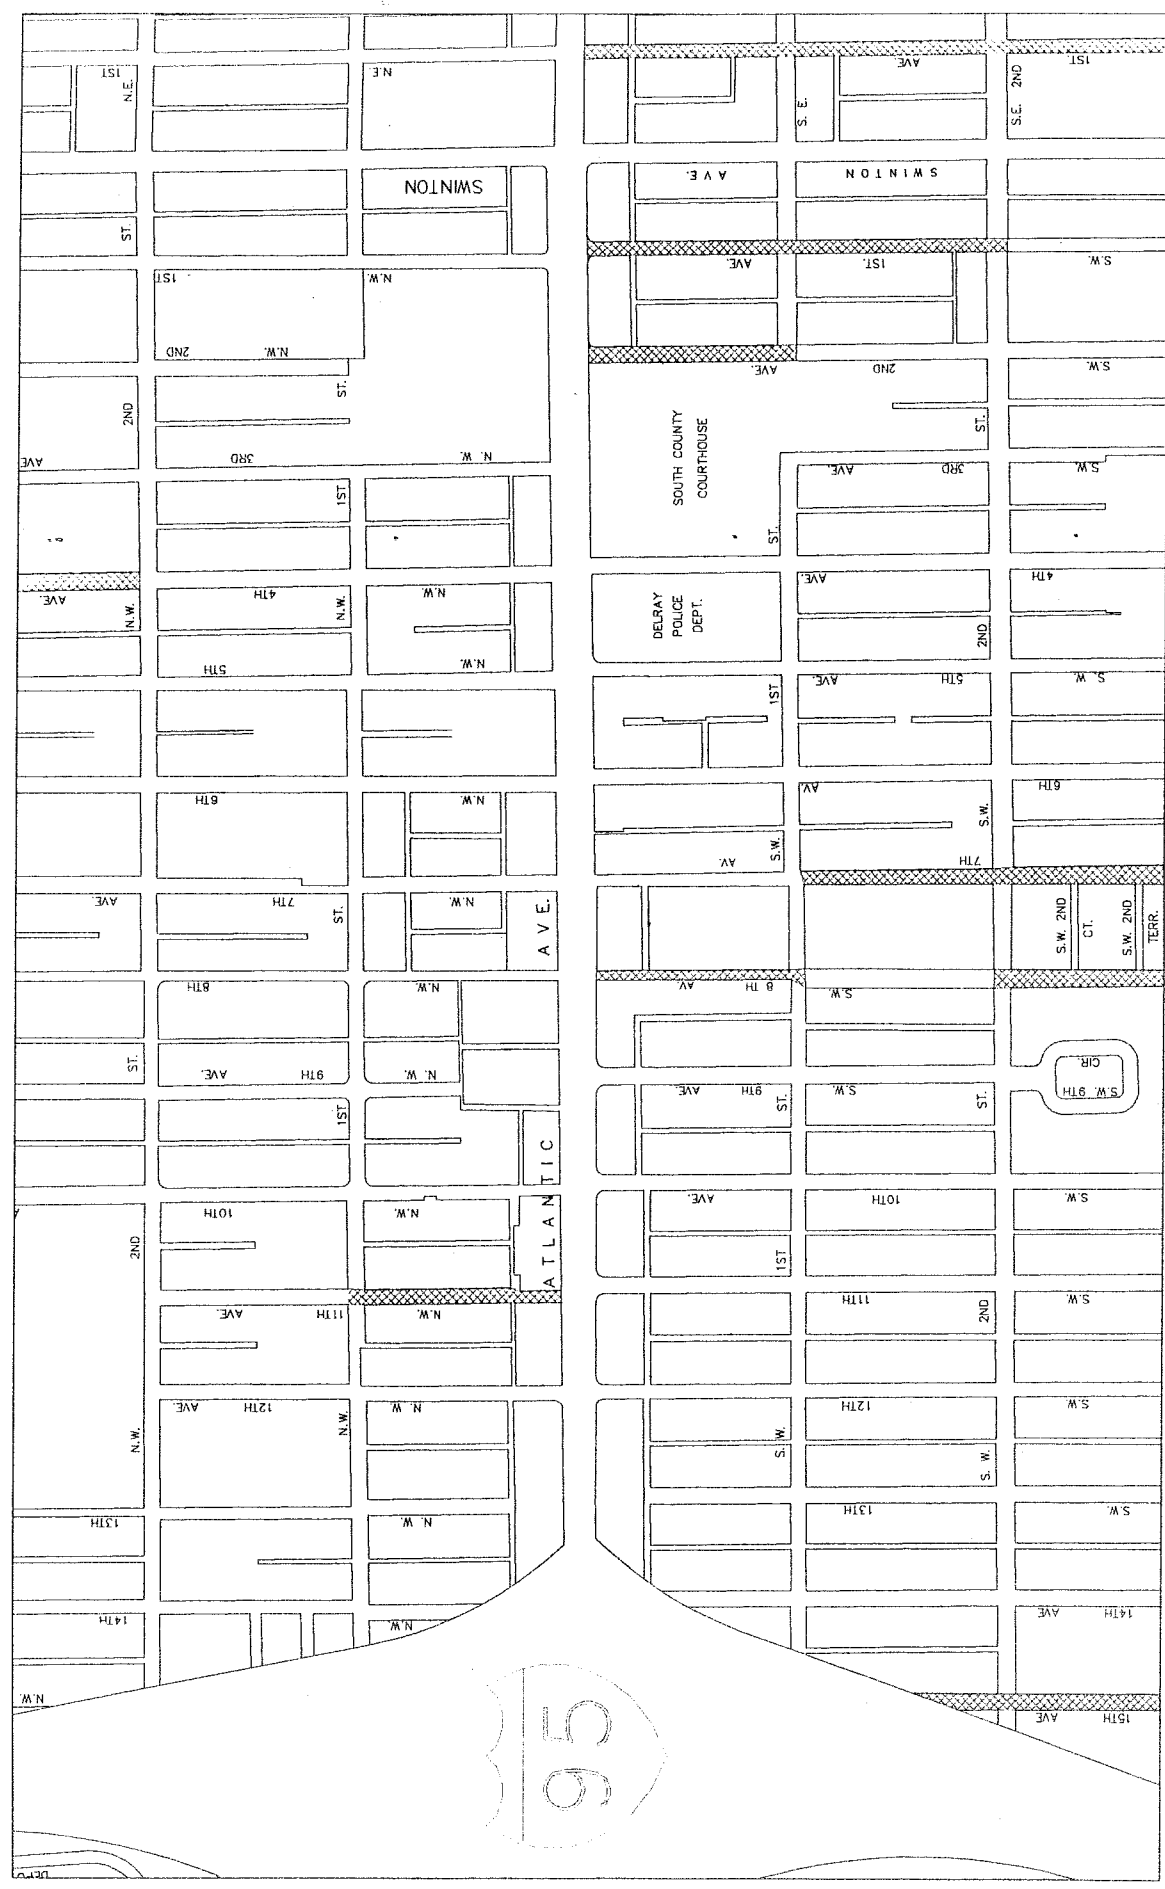 1ST
N.E.
N.E
AVE
S. E.
S.E. 2ND
1ST.
SWINTON
AVE.
SWINTON
ST.
1ST
N.W.
AVE.
1ST.
S.W.
2ND
N.W.
ST.
AVE.
2ND
S.W.
2ND
AVE
3RD
N. W.
SOUTH COUNTY
COURTHOUSE
ST.
AVE.
3RD
ST.
S.W.
1ST
AVE.
N.W.
4TH
N.W.
N.W.
DELRAY
POLICE
DEPT.
AVE.
2ND
4TH
5TH
N.W.
1ST
AVE.
5TH
S. W.
6TH
N.W.
AV
S.W.
6TH
AV.
S.W.
7TH
AVE.
7TH
ST.
N.W.
AVE.
S.W. 2ND
CT.
S.W. 2ND
TERR.
8TH
N.W.
AV.
8 TH
S.W.
ST.
AVE.
9TH
N. W.
CIR.
S.W. 9TH
AVE
9TH
ST.
S.W.
ST.
1ST
ATLANTIC
2ND
10TH
N.W.
AVE.
1ST
10TH
S.W.
AVE.
11TH
N.W.
11TH
2ND
S.W.
N.W.
AVE.
12TH
N.W.
N. W.
S. W.
12TH
S. W.
S.W.
13TH
N. W.
13TH
S.W.
14TH
N.W.
AVE
14TH
N.W.
AVE
15TH
95
DEPO